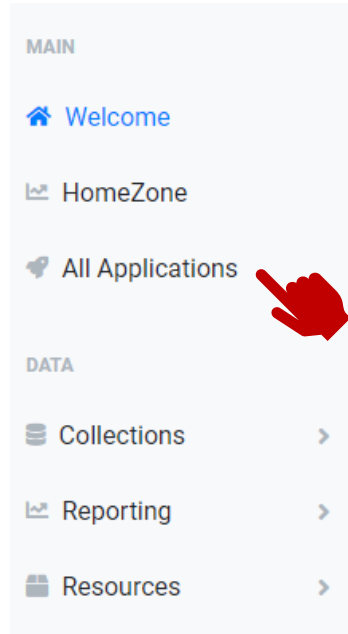 MAIN
Welcome
HomeZone
All Applications
DATA
Collections
Reporting
Resources